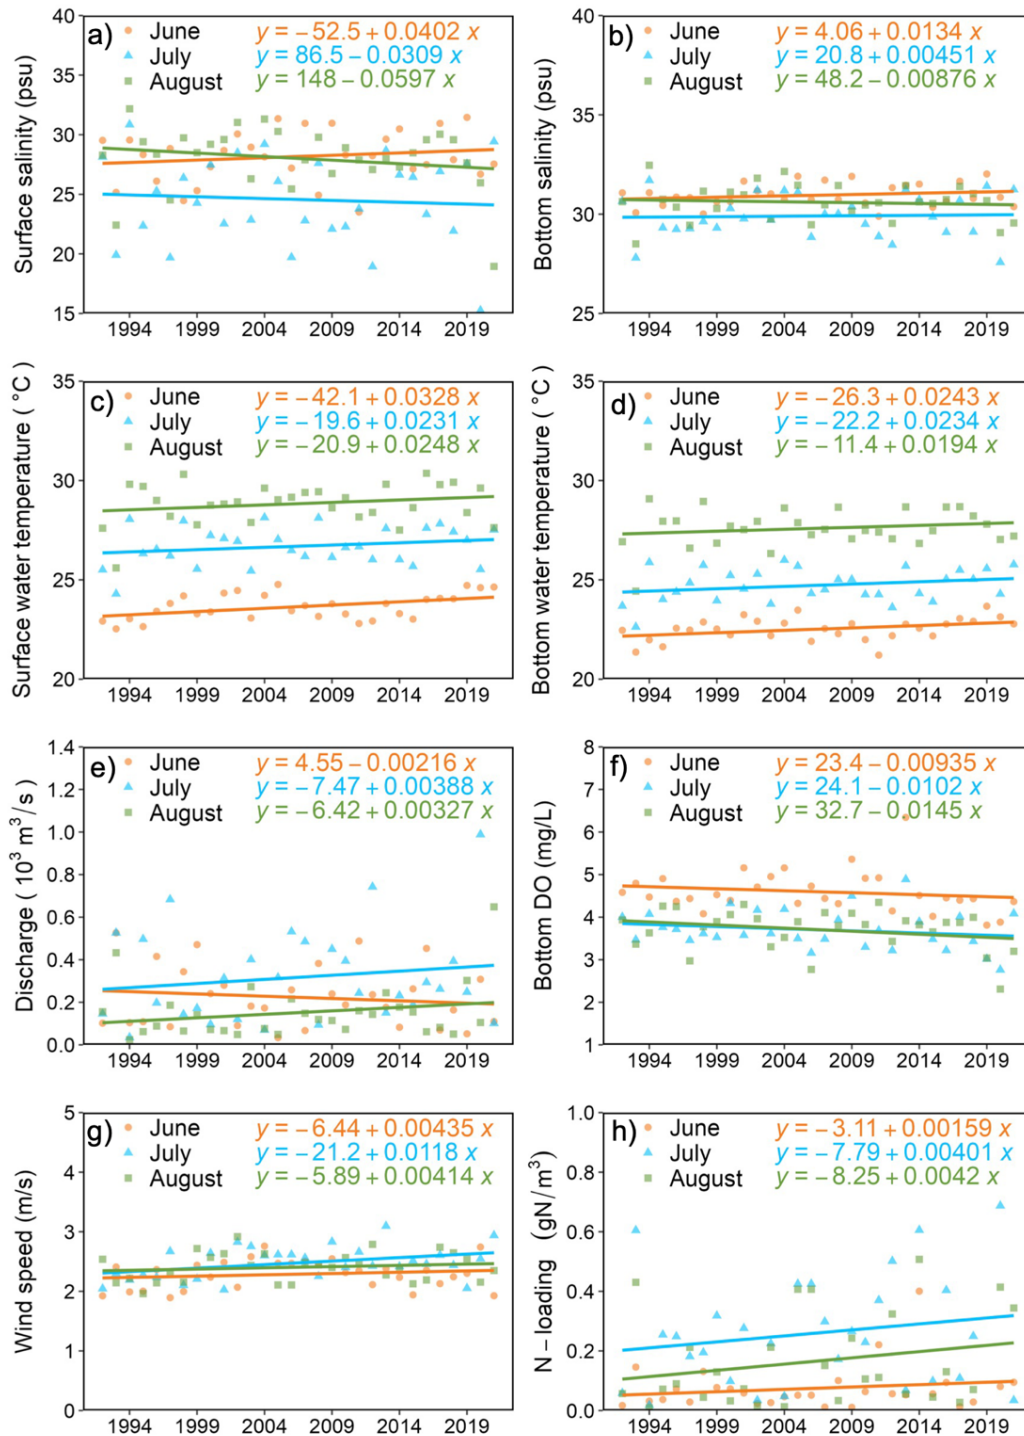 a)
June y = −52.5 + 0.0402 x
July y = 86.5 − 0.0309 x
August y = 148 − 0.0597 x
Surface salinity (psu)
40
35
30
25
20
15
1994 1999 2004 2009 2014 2019
b)
June y = 4.06 + 0.0134 x
July y = 20.8 + 0.00451 x
August y = 48.2 − 0.00876 x
Bottom salinity (psu)
40
35
30
25
1994 1999 2004 2009 2014 2019
c)
June y = −42.1 + 0.0328 x
July y = −19.6 + 0.0231 x
August y = −20.9 + 0.0248 x
Surface water temperature ( °C )
35
30
25
20
1994 1999 2004 2009 2014 2019
d)
June y = −26.3 + 0.0243 x
July y = −22.2 + 0.0234 x
August y = −11.4 + 0.0194 x
Bottom water temperature ( °C )
35
30
25
20
1994 1999 2004 2009 2014 2019
e)
June y = 4.55 − 0.00216 x
July y = −7.47 + 0.00388 x
August y = −6.42 + 0.00327 x
Discharge ( 10³ m³/s )
1.4
1.2
1.0
0.8
0.6
0.4
0.2
0.0
1994 1999 2004 2009 2014 2019
f)
June y = 23.4 − 0.00935 x
July y = 24.1 − 0.0102 x
August y = 32.7 − 0.0145 x
Bottom DO (mg/L)
8
7
6
5
4
3
2
1
1994 1999 2004 2009 2014 2019
g)
June y = −6.44 + 0.00435 x
July y = −21.2 + 0.0118 x
August y = −5.89 + 0.00414 x
Wind speed (m/s)
5
4
3
2
1
0
1994 1999 2004 2009 2014 2019
h)
June y = −3.11 + 0.00159 x
July y = −7.79 + 0.00401 x
August y = −8.25 + 0.0042 x
N−loading (gN/m³)
1.0
0.8
0.6
0.4
0.2
0.0
1994 1999 2004 2009 2014 2019